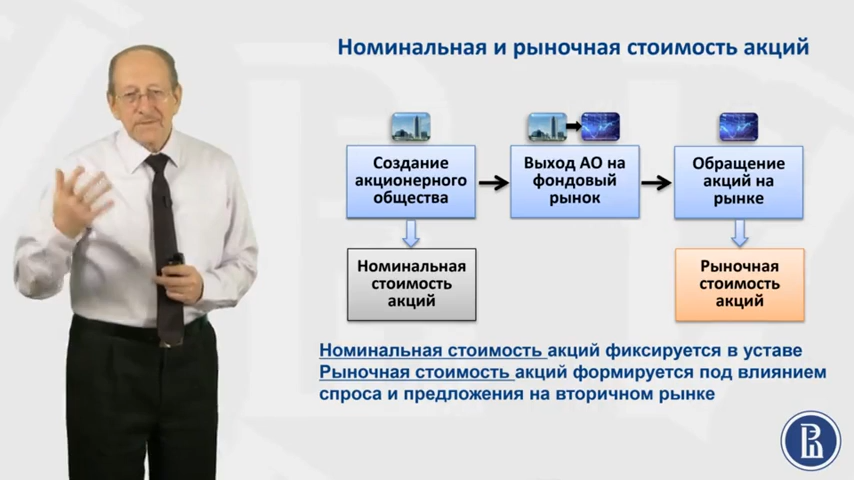 Номинальная и рыночная стоимость акций
Создание
акционерного
общества
Выход АО на
фондовый
рынок
Обращение
акций на
рынке
Номинальная
стоимость
акций
Рыночная
стоимость
акций
Номинальная стоимость акций фиксируется в уставе
Рыночная стоимость акций формируется под влиянием
спроса и предложения на вторичном рынке